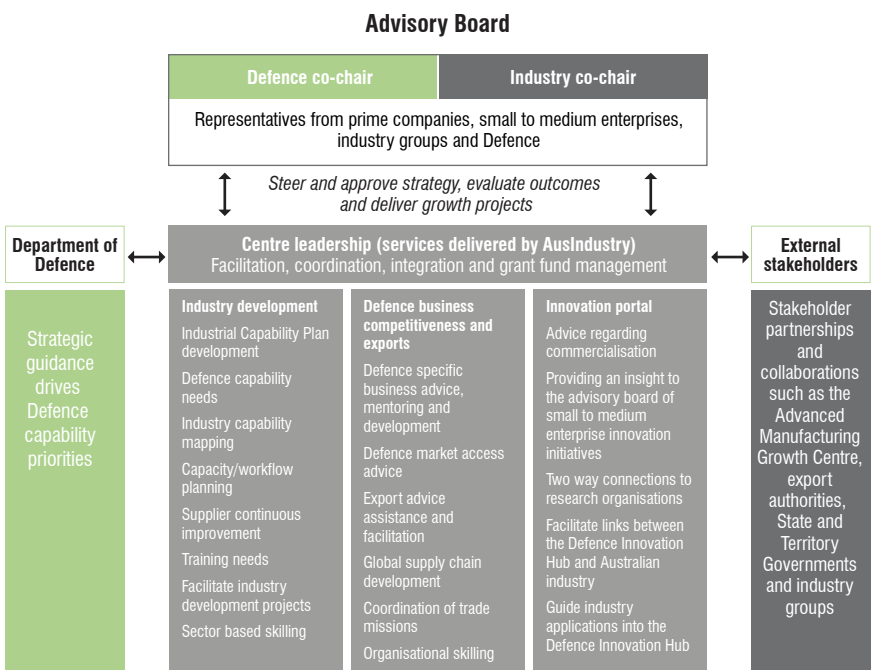 Advisory Board
Defence co-chair
Industry co-chair
Representatives from prime companies, small to medium enterprises,
industry groups and Defence
Steer and approve strategy, evaluate outcomes
and deliver growth projects
Department of
Defence
Centre leadership (services delivered by AusIndustry)
Facilitation, coordination, integration and grant fund management
External
stakeholders
Strategic
guidance
drives
Defence
capability
priorities
Industry development
Industrial Capability Plan
development
Defence capability
needs
Industry capability
mapping
Capacity/workflow
planning
Supplier continuous
improvement
Training needs
Facilitate industry
development projects
Sector based skilling
Defence business
competitiveness and
exports
Defence specific
business advice,
mentoring and
development
Defence market access
advice
Export advice
assistance and
facilitation
Global supply chain
development
Coordination of trade
missions
Organisational skilling
Innovation portal
Advice regarding
commercialisation
Providing an insight to
the advisory board of
small to medium
enterprise innovation
initiatives
Two way connections to
research organisations
Facilitate links between
the Defence Innovation
Hub and Australian
industry
Guide industry
applications into the
Defence Innovation Hub
Stakeholder
partnerships
and
collaborations
such as the
Advanced
Manufacturing
Growth Centre,
export
authorities,
State and
Territory
Governments
and industry
groups